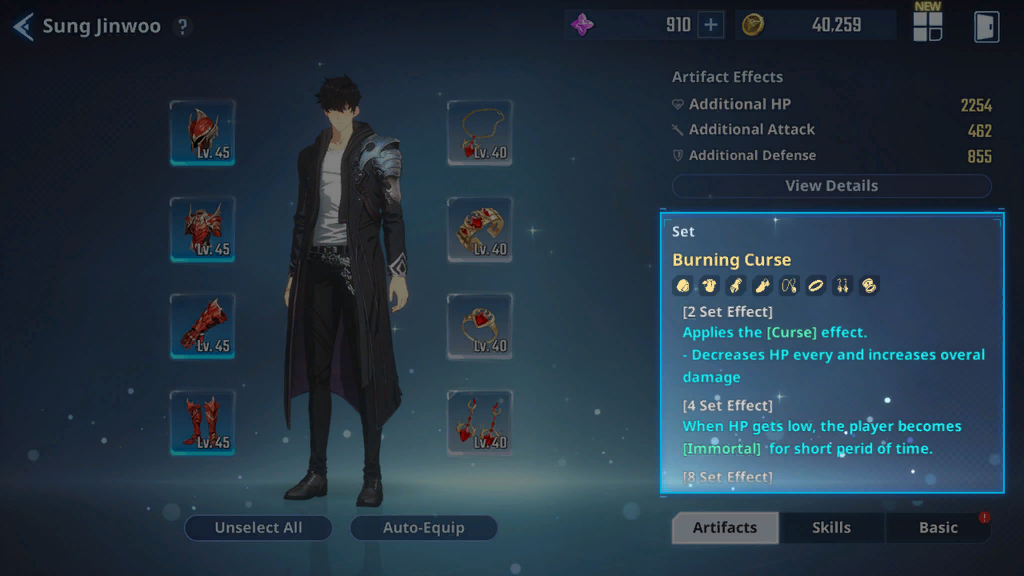 Sung Jinwoo ?
910 +
40,259
NEW
Lv. 45
Lv. 45
Lv. 45
Lv. 45
Lv. 40
Lv. 40
Lv. 40
Lv. 40
Unselect All
Auto-Equip
Artifact Effects
Additional HP 2254
Additional Attack 462
Additional Defense 855
View Details
Set
Burning Curse
[2 Set Effect]
Applies the [Curse] effect.
- Decreases HP every and increases overal
damage
[4 Set Effect]
When HP gets low, the player becomes
[Immortal] for short perid of time.
[8 Set Effect]
Artifacts
Skills
Basic !